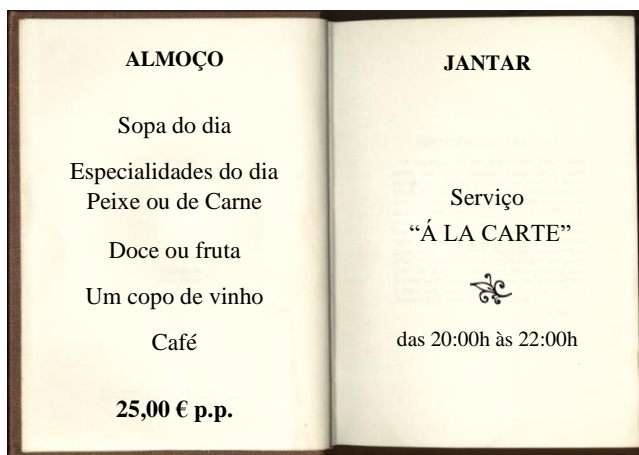 ALMOÇO
Sopa do dia
Especialidades do dia
Peixe ou de Carne
Doce ou fruta
Um copo de vinho
Café
25,00 € p.p.
JANTAR
Serviço
“Á LA CARTE”
das 20:00h às 22:00h